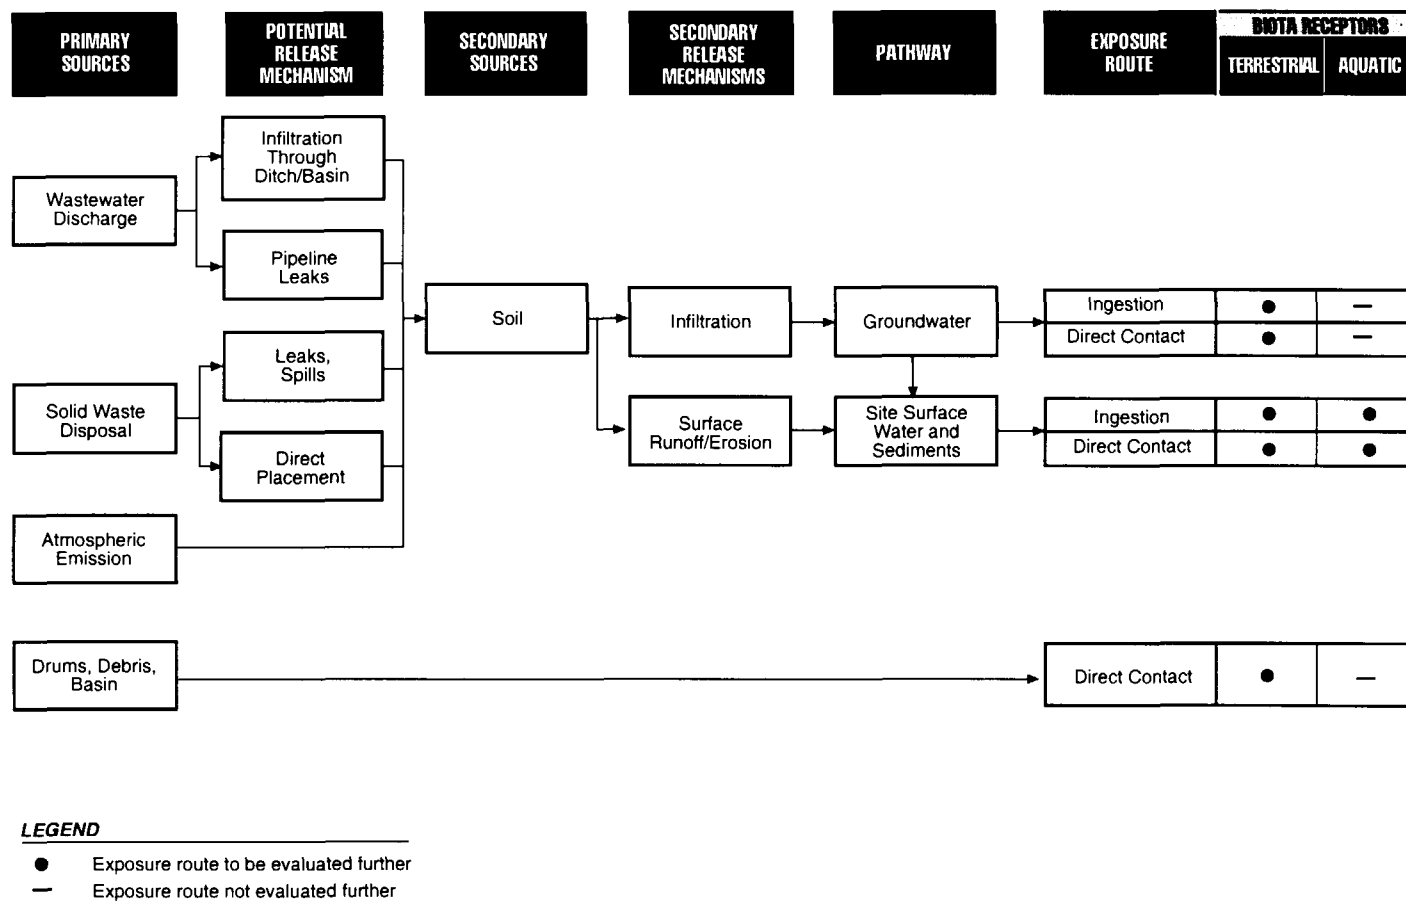 PRIMARY
SOURCES
POTENTIAL
RELEASE
MECHANISM
SECONDARY
SOURCES
SECONDARY
RELEASE
MECHANISMS
PATHWAY
EXPOSURE
ROUTE
BIOTA RECEPTORS
TERRESTRIAL
AQUATIC
Infiltration
Through
Ditch/Basin
Wastewater
Discharge
Pipeline
Leaks
Soil
Infiltration
Groundwater
Ingestion
● —
Direct Contact
● —
Leaks,
Spills
Solid Waste
Disposal
Direct
Placement
Surface
Runoff/Erosion
Site Surface
Water and
Sediments
Ingestion
● ●
Direct Contact
● ●
Atmospheric
Emission
Drums, Debris,
Basin
Direct Contact
● —
LEGEND
● Exposure route to be evaluated further
— Exposure route not evaluated further